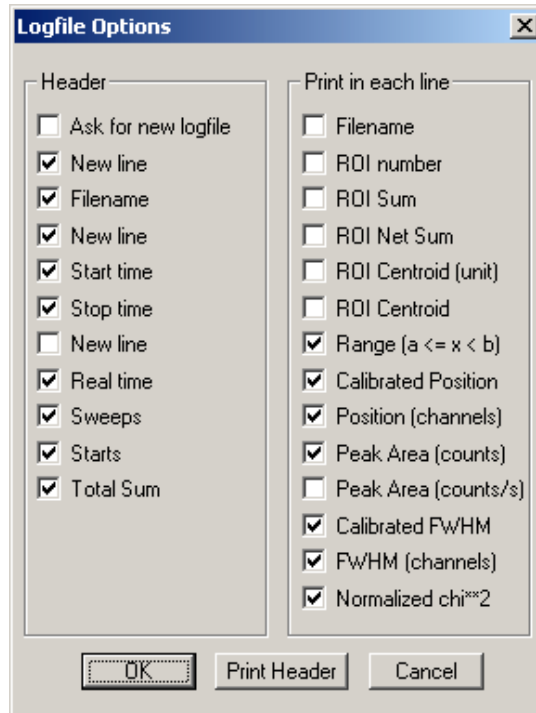 Logfile Options
Header
Ask for new logfile
New line
Filename
New line
Start time
Stop time
New line
Real time
Sweeps
Starts
Total Sum
Print in each line
Filename
ROI number
ROI Sum
ROI Net Sum
ROI Centroid (unit)
ROI Centroid
Range (a <= x < b)
Calibrated Position
Position (channels)
Peak Area (counts)
Peak Area (counts/s)
Calibrated FWHM
FWHM (channels)
Normalized chi**2
OK
Print Header
Cancel